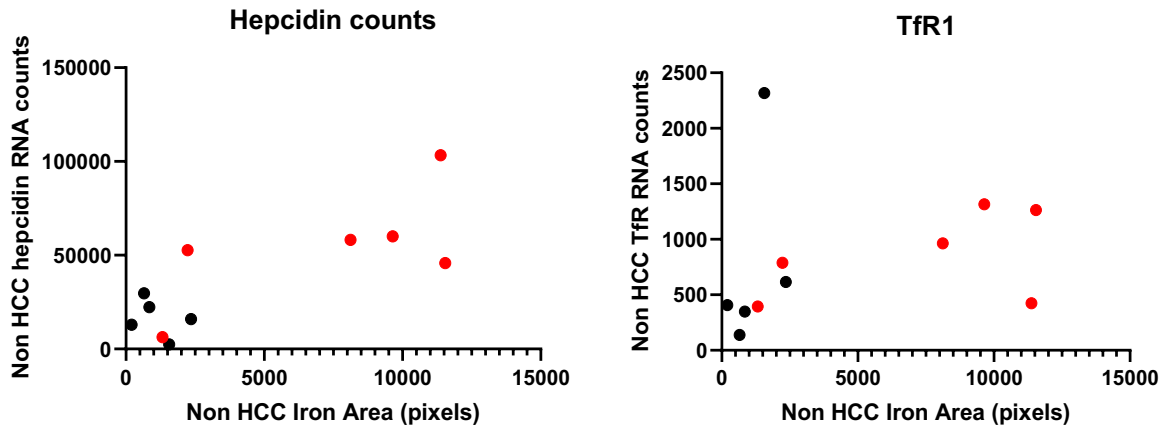 Hepcidin counts
Non HCC hepcidin RNA counts
150000
100000
50000
0
0 5000 10000 15000
Non HCC Iron Area (pixels)
TfR1
Non HCC TfR RNA counts
2500
2000
1500
1000
500
0
0 5000 10000 15000
Non HCC Iron Area (pixels)